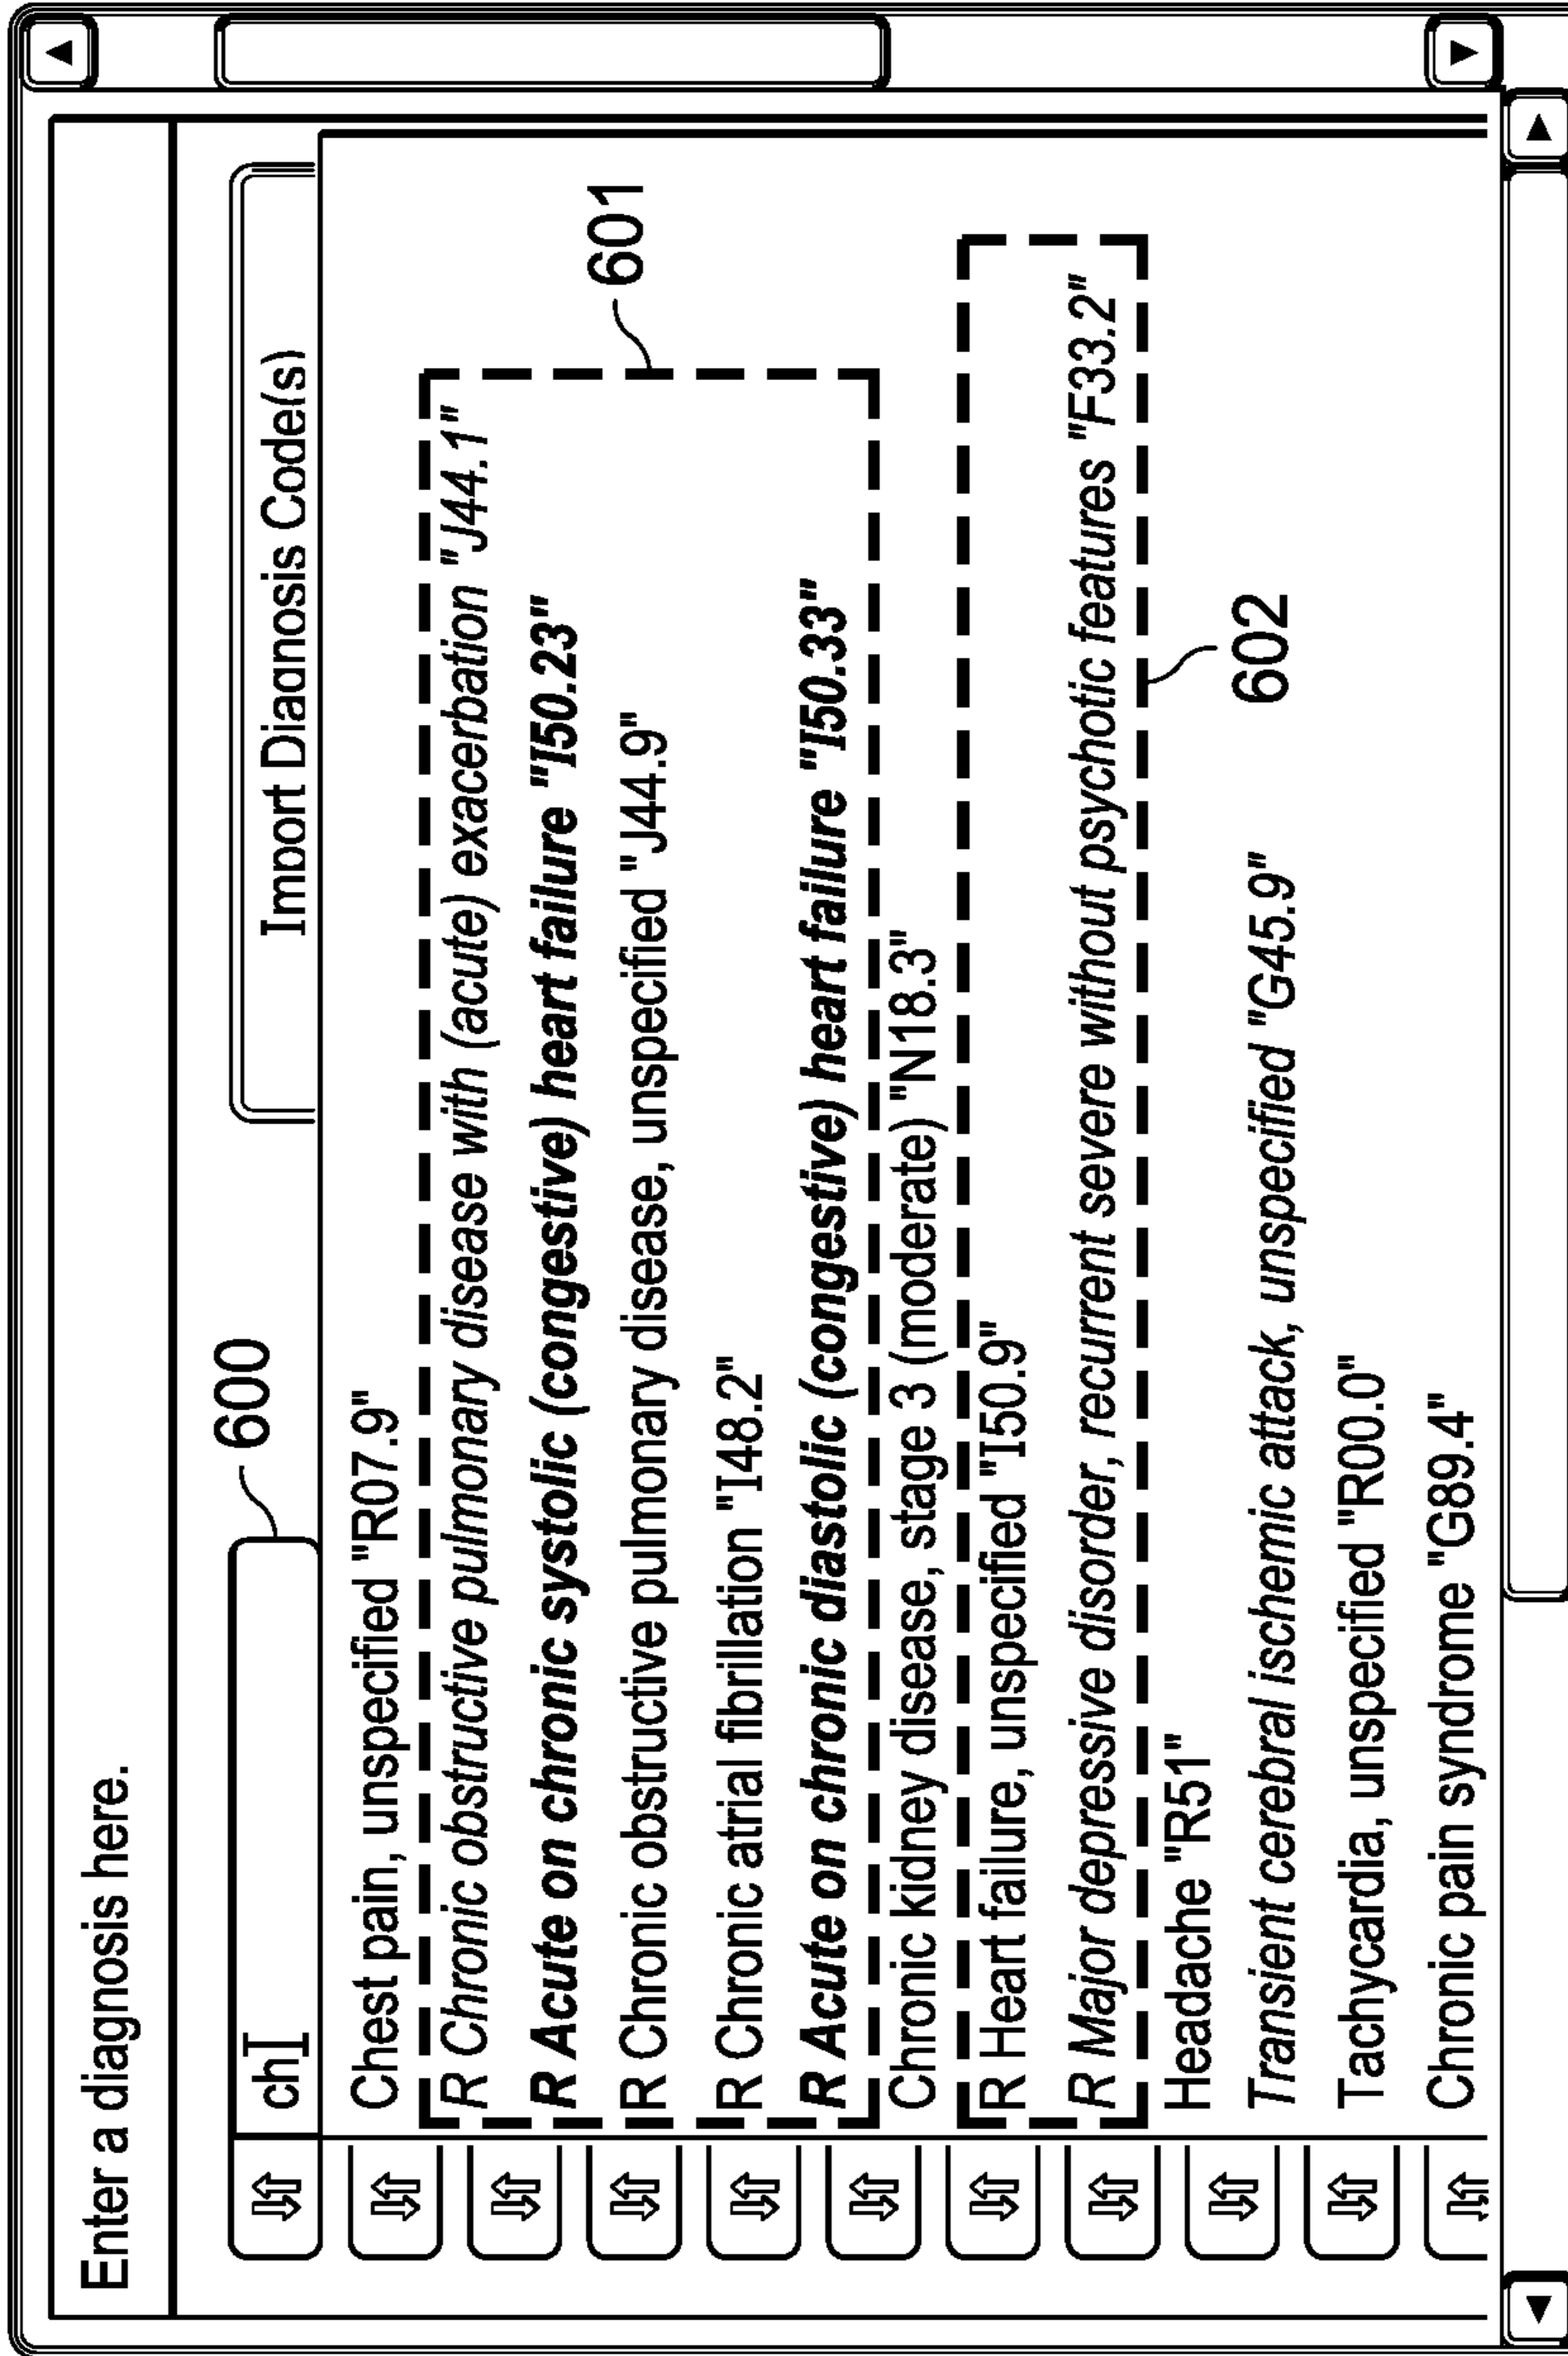 Enter a diagnosis here.
600
ch
Import Diagnosis Code(s)
Chest pain, unspecified "R07.9"
R Chronic obstructive pulmonary disease with (acute) exacerbation "J44.1"
R Acute on chronic systolic (congestive) heart failure "I50.23"
601
R Chronic obstructive pulmonary disease, unspecified "J44.9"
R Chronic atrial fibrillation "I48.2"
R Acute on chronic diastolic (congestive) heart failure "I50.33"
Chronic kidney disease, stage 3 (moderate) "N18.3"
R Heart failure, unspecified "I50.9"
R Major depressive disorder, recurrent severe without psychotic features "F33.2"
Headache "R51"
602
Transient cerebral ischemic attack, unspecified "G45.9"
Tachycardia, unspecified "R00.0"
Chronic pain syndrome "G89.4"